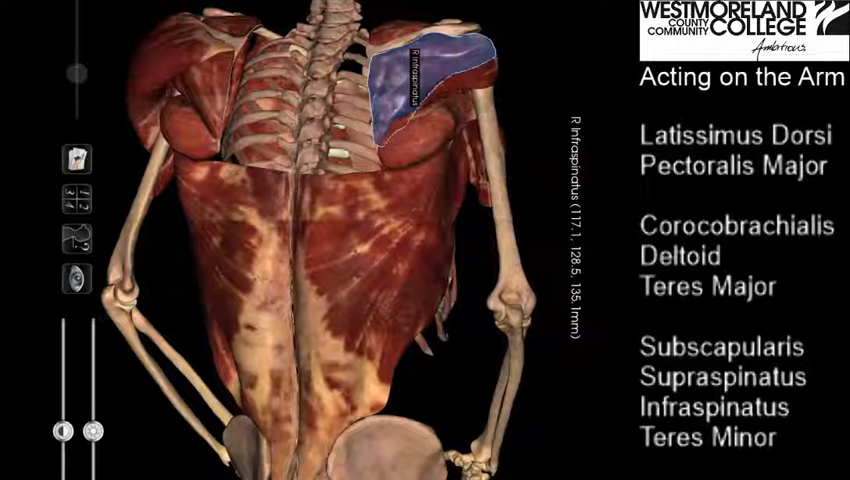 WESTMORELAND
COUNTY
COMMUNITY COLLEGE
Ambitious.
Acting on the Arm
Latissimus Dorsi
Pectoralis Major
Corocobrachialis
Deltoid
Teres Major
Subscapularis
Supraspinatus
Infraspinatus
Teres Minor
R Infraspinatus
R Infraspinatus (117.1, 128.5, 135.1mm)